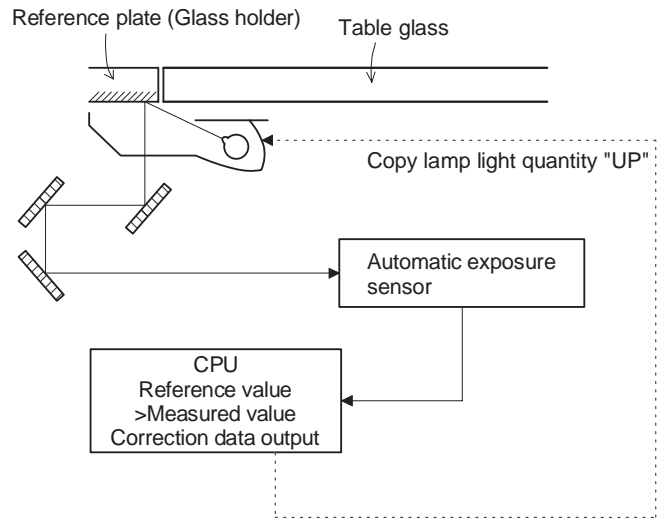 Reference plate (Glass holder)
Table glass
Copy lamp light quantity "UP"
Automatic exposure
sensor
CPU
Reference value
>Measured value
Correction data output